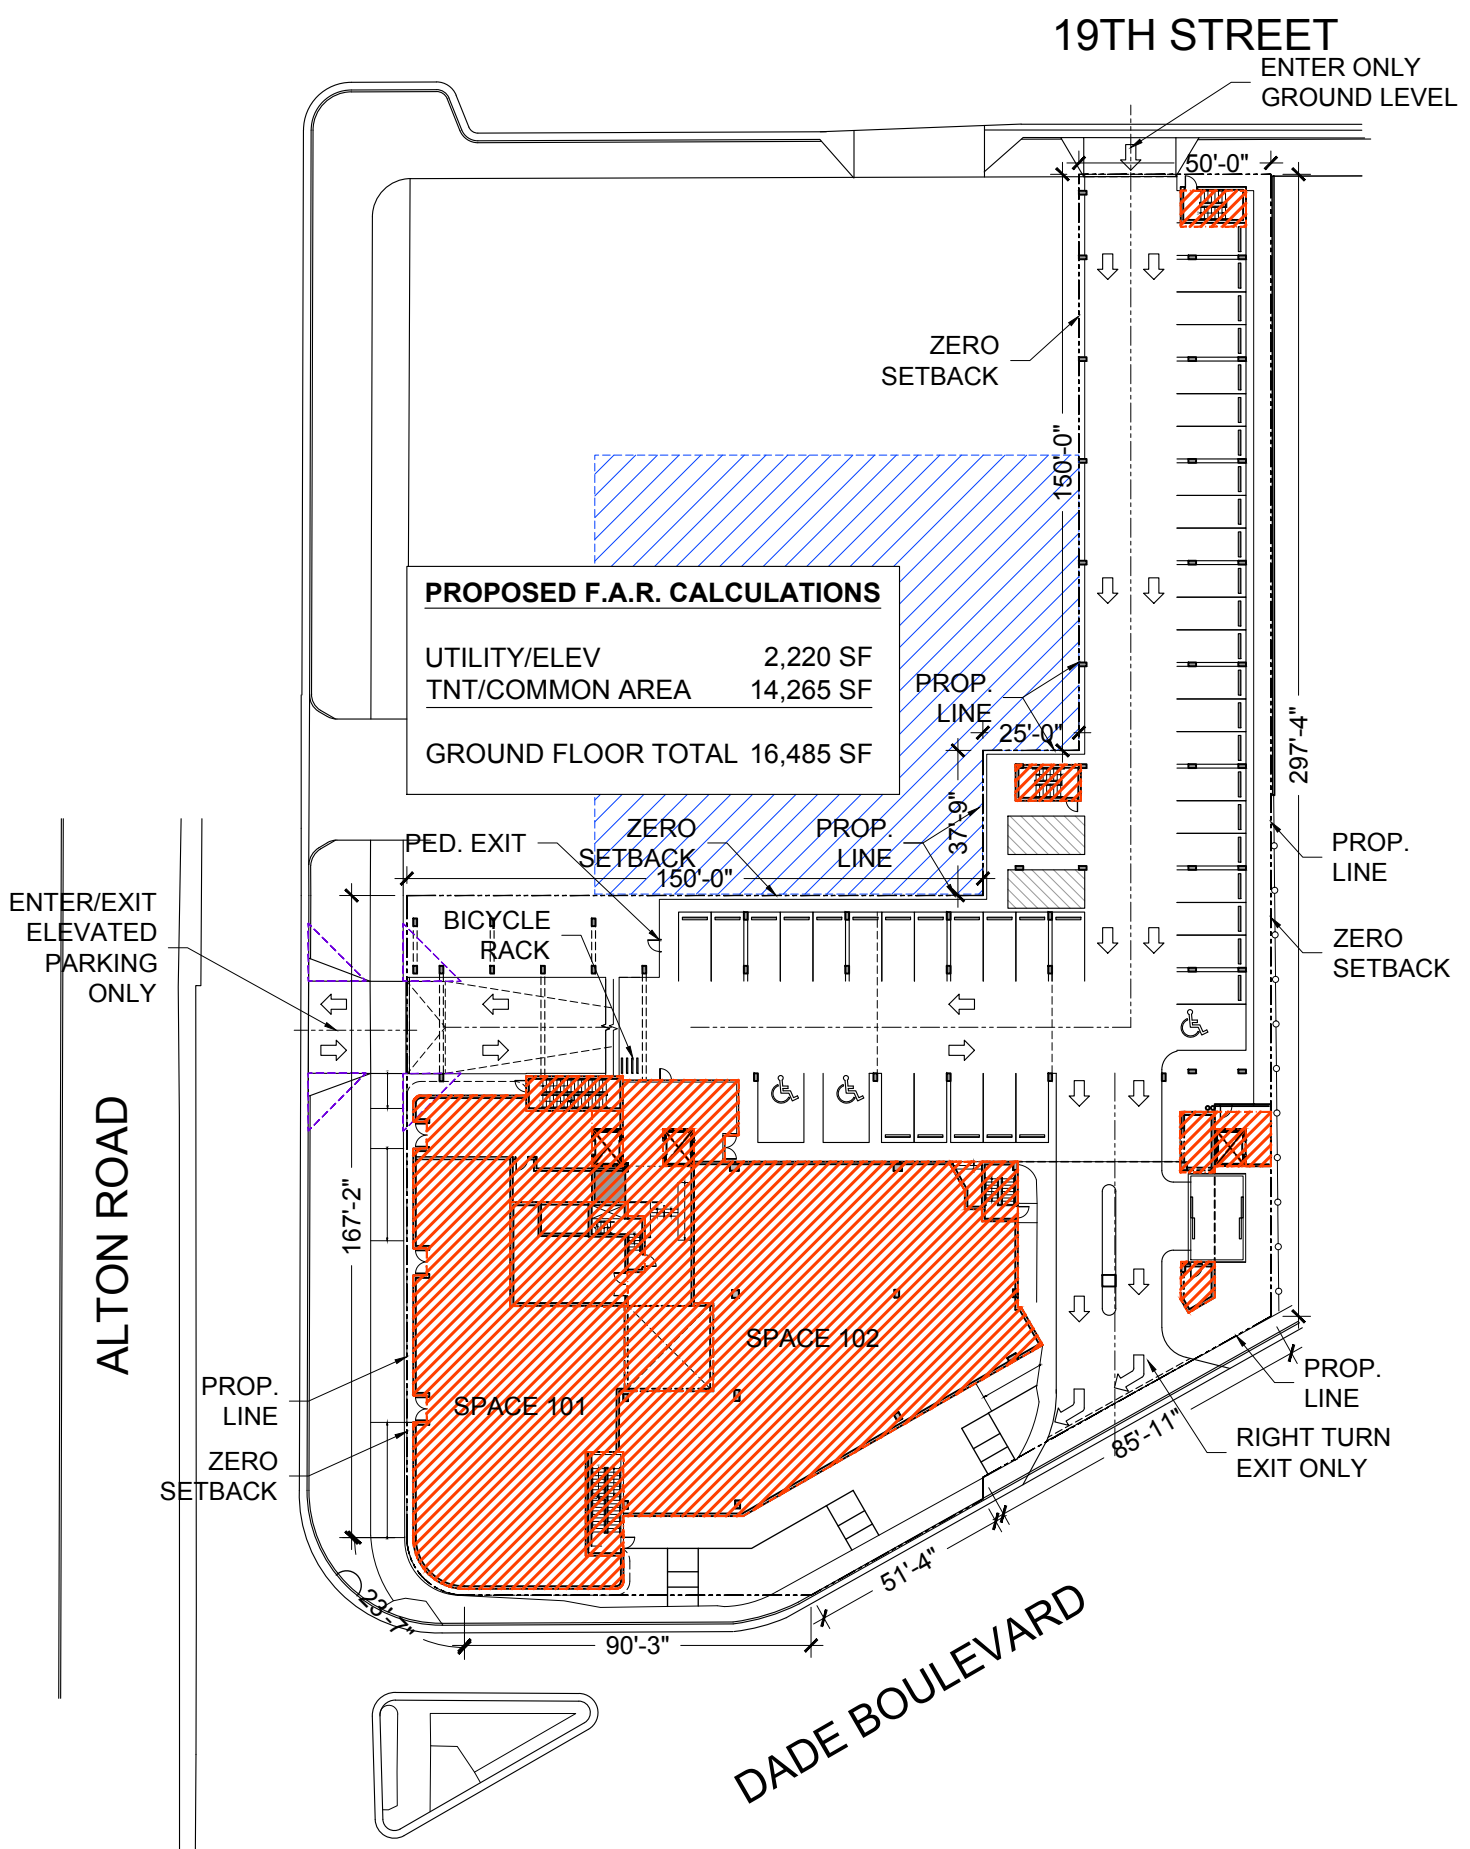 19TH STREET
ENTER ONLY
GROUND LEVEL
50'-0"
ZERO
SETBACK
150'-0"
PROPOSED F.A.R. CALCULATIONS
UTILITY/ELEV 2,220 SF
TNT/COMMON AREA 14,265 SF
GROUND FLOOR TOTAL 16,485 SF
PROP.
LINE
25'-0"
297'-4"
37'-9"
PED. EXIT
ZERO
SETBACK
PROP.
LINE
150'-0"
PROP.
LINE
ENTER/EXIT
ELEVATED
PARKING
ONLY
BICYCLE
RACK
ZERO
SETBACK
ALTON ROAD
167'-2"
SPACE 102
SPACE 101
PROP.
LINE
ZERO
SETBACK
PROP.
LINE
85'-11"
RIGHT TURN
EXIT ONLY
51'-4"
23'-7"
90'-3"
DADE BOULEVARD